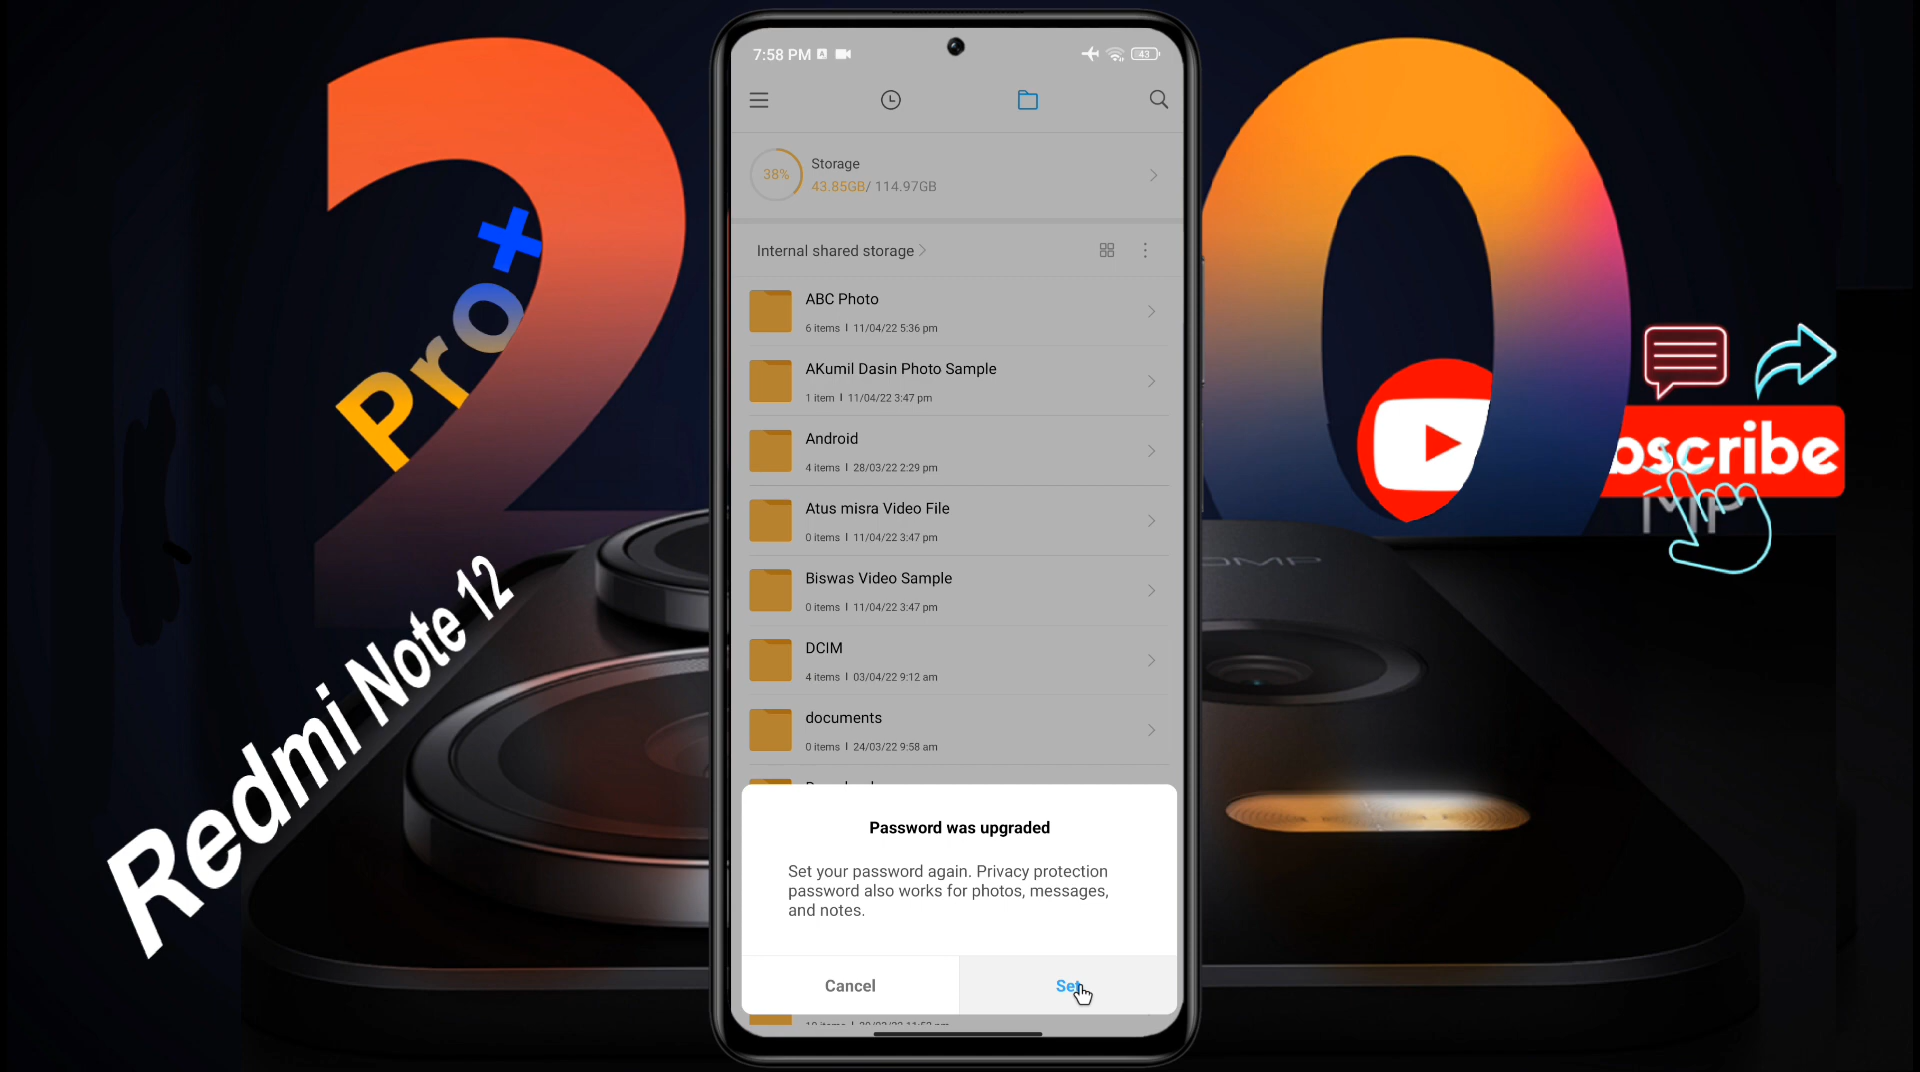 7:58 PM
43
38%
Storage
43.85GB/ 114.97GB
Internal shared storage
ABC Photo
6 items I 11/04/22 5:36 pm
AKumil Dasin Photo Sample
1 item I 11/04/22 3:47 pm
Android
4 items I 28/03/22 2:29 pm
Atus misra Video File
0 items I 11/04/22 3:47 pm
Biswas Video Sample
0 items I 11/04/22 3:47 pm
DCIM
4 items I 03/04/22 9:12 am
documents
0 items I 24/03/22 9:58 am
Password was upgraded
Set your password again. Privacy protection
password also works for photos, messages,
and notes.
Cancel
Set
20
Pro+
Redmi Note 12
bscribe
MP
OMP